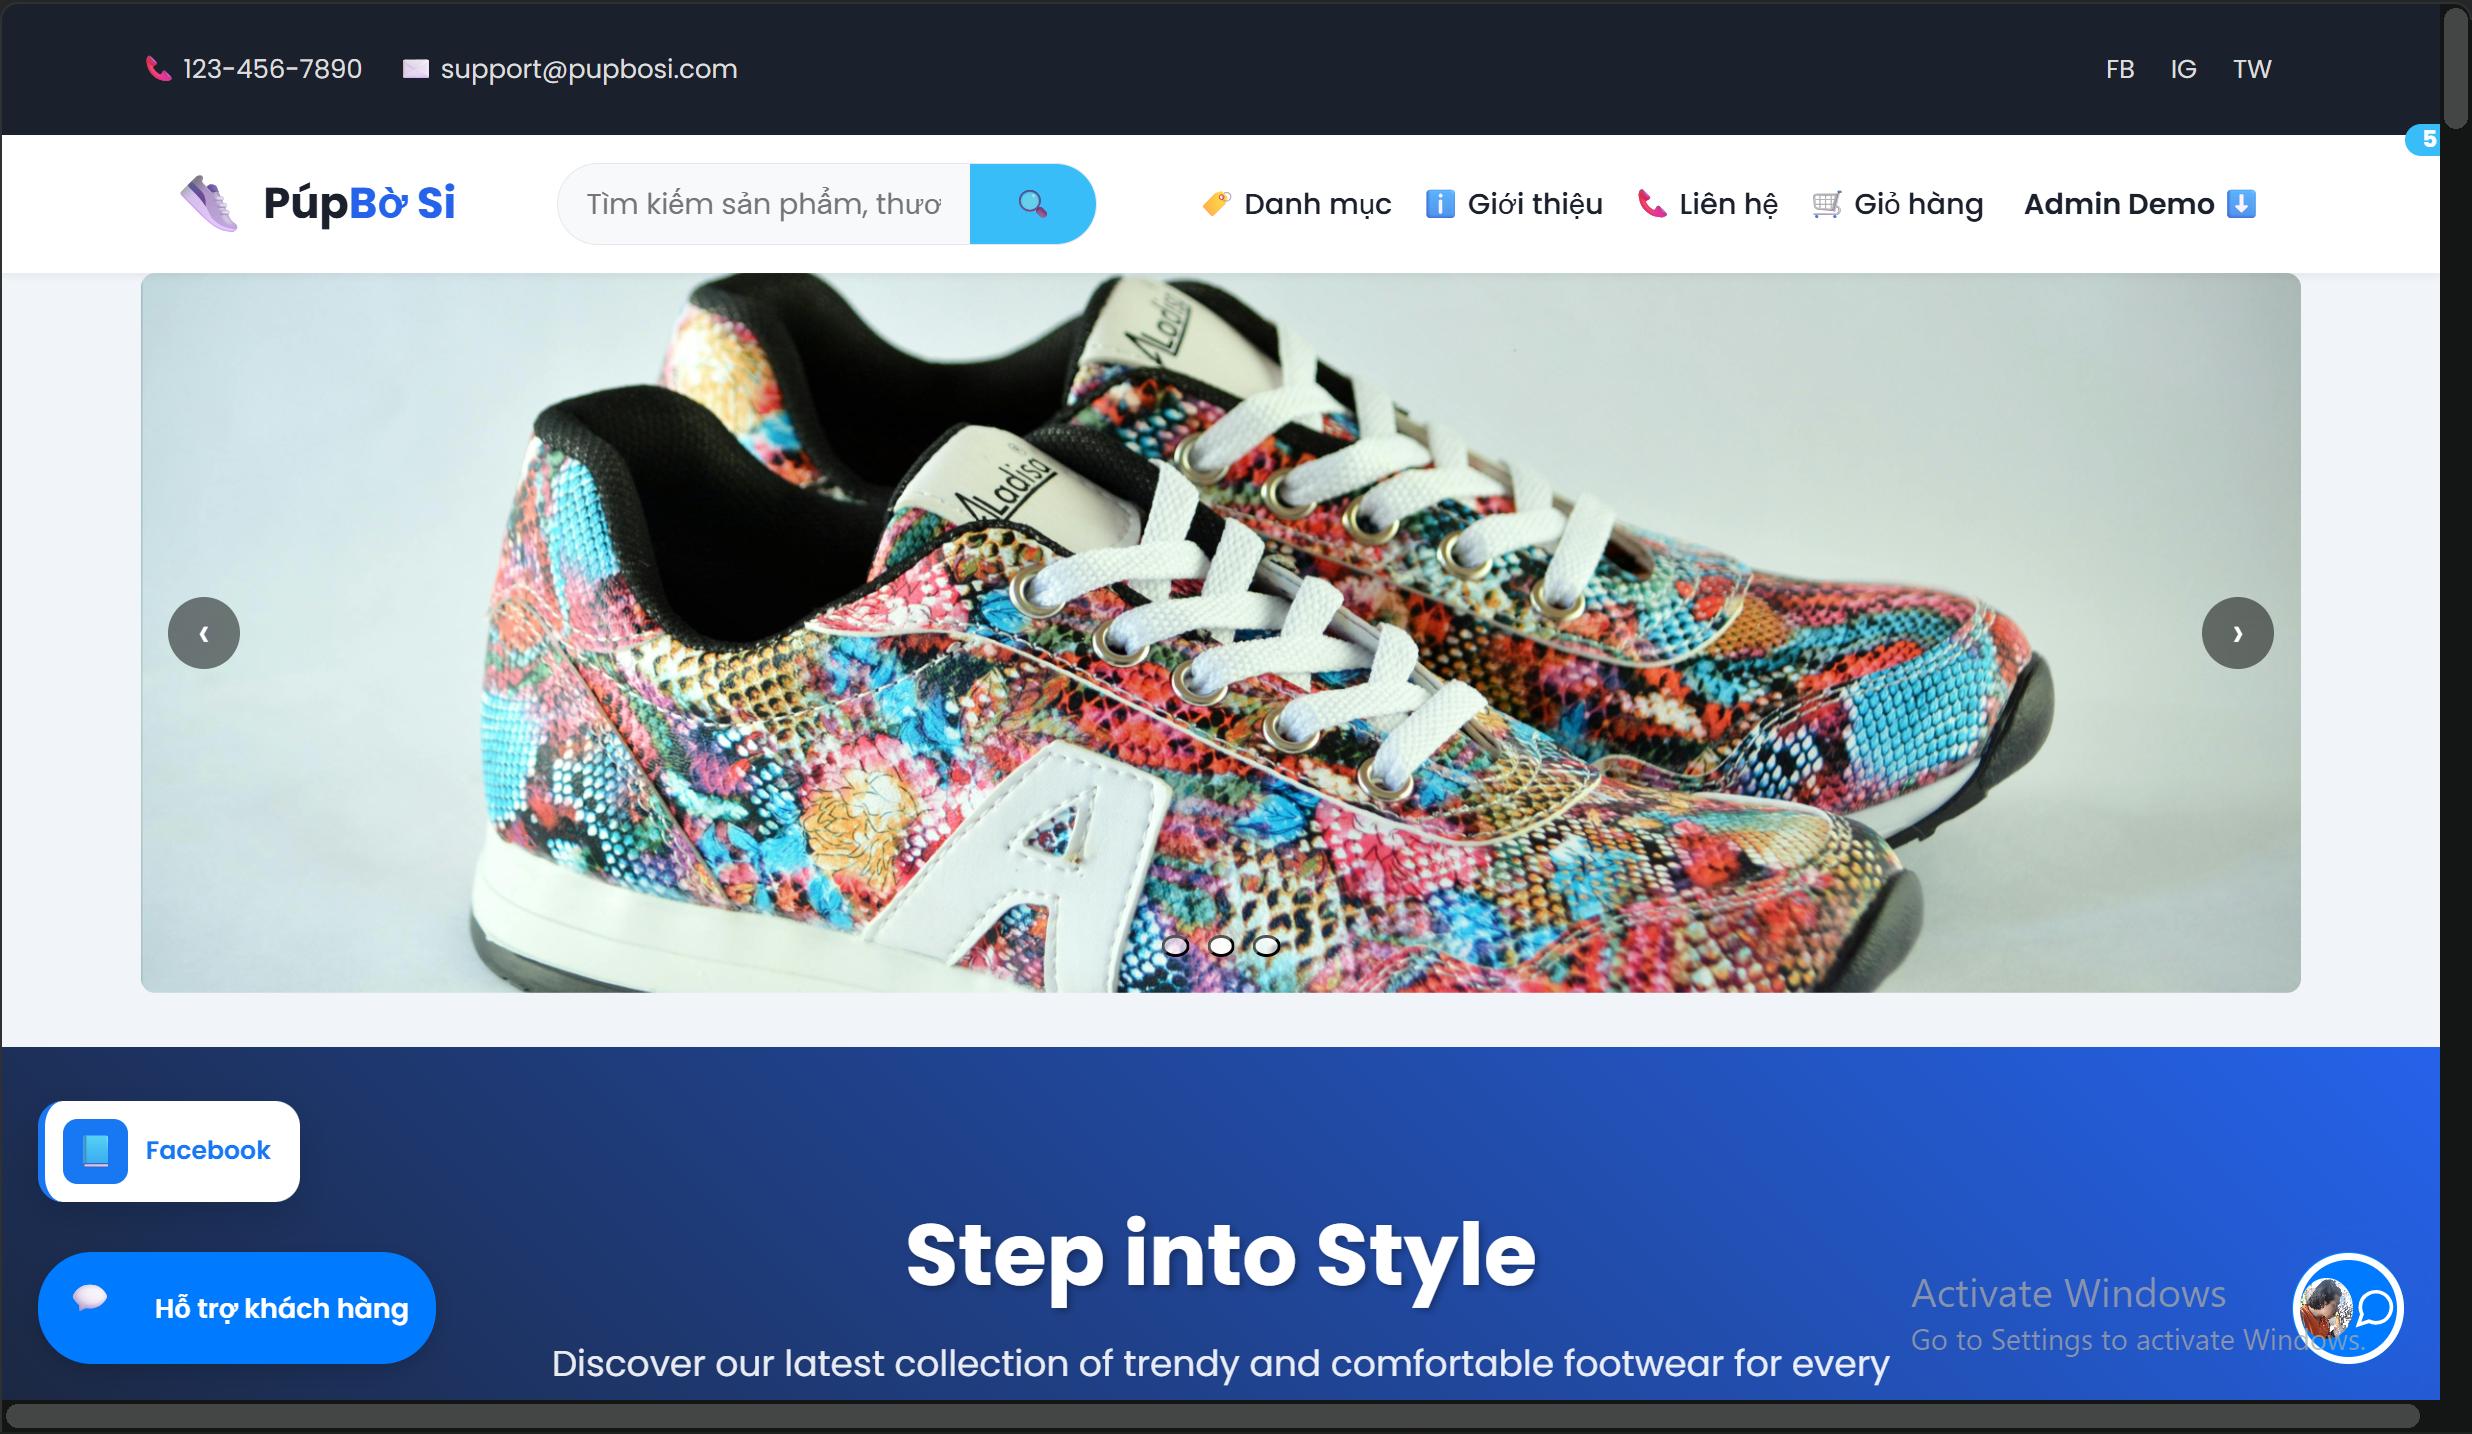 123-456-7890 support@pupbosi.com FB IG TW
5
PúpBờ Si Tìm kiếm sản phẩm, thươ Danh mục Giới thiệu Liên hệ Giỏ hàng Admin Demo
Ladisa
Ladisa
A
Facebook
Step into Style
Hỗ trợ khách hàng
Activate Windows
Go to Settings to activate Windows.
Discover our latest collection of trendy and comfortable footwear for every